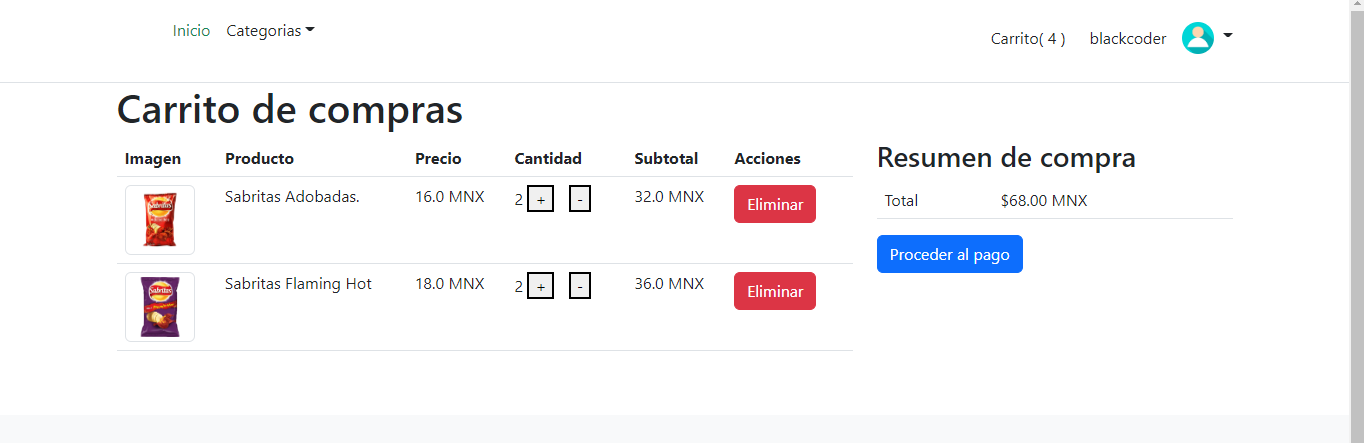 Inicio Categorias Carrito( 4 ) blackcoder
Carrito de compras
Imagen Producto Precio Cantidad Subtotal Acciones
Sabritas Sabritas Adobadas. 16.0 MNX 2 + - 32.0 MNX Eliminar
Sabritas Sabritas Flaming Hot 18.0 MNX 2 + - 36.0 MNX Eliminar
Resumen de compra
Total $68.00 MNX
Proceder al pago